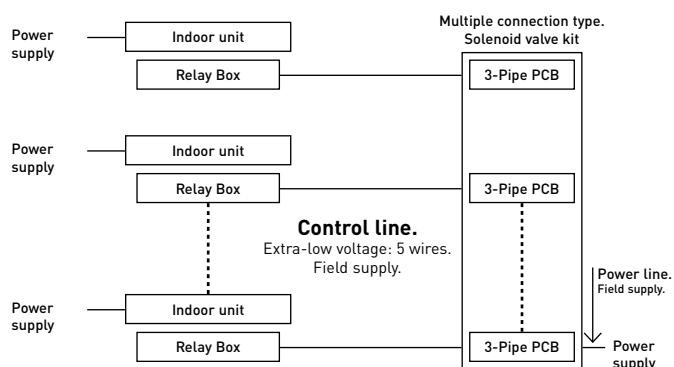 Multiple connection type.
Solenoid valve kit
Power
supply
Indoor unit
Relay Box
3-Pipe PCB
Power
supply
Indoor unit
Relay Box
3-Pipe PCB
Control line.
Extra-low voltage: 5 wires.
Field supply.
Power line.
Field supply.
Power
supply
Indoor unit
Relay Box
3-Pipe PCB
Power
supply